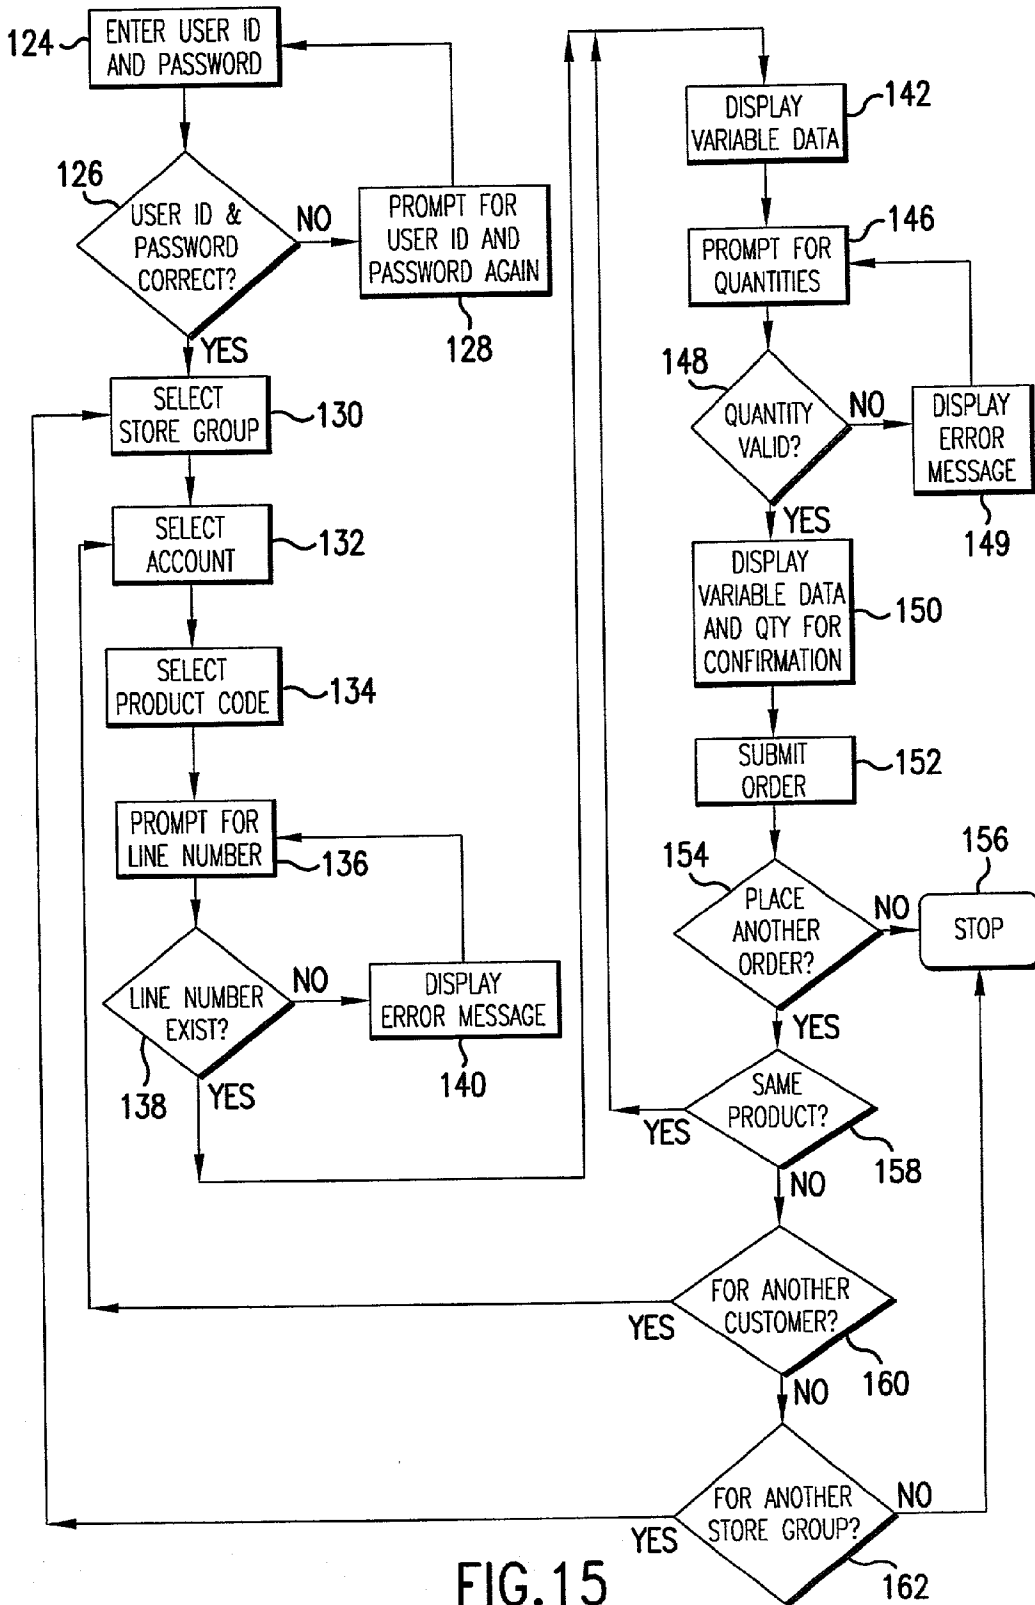 124
ENTER USER ID
AND PASSWORD
126
USER ID &
PASSWORD
CORRECT?
NO
PROMPT FOR
USER ID AND
PASSWORD AGAIN
128
YES
SELECT
STORE GROUP
130
SELECT
ACCOUNT
132
SELECT
PRODUCT CODE
134
PROMPT FOR
LINE NUMBER
136
LINE NUMBER
EXIST?
138
NO
DISPLAY
ERROR MESSAGE
140
YES
DISPLAY
VARIABLE DATA
142
PROMPT FOR
QUANTITIES
146
148
QUANTITY
VALID?
NO
DISPLAY
ERROR
MESSAGE
149
YES
DISPLAY
VARIABLE DATA
AND QTY FOR
CONFIRMATION
150
SUBMIT
ORDER
152
154
PLACE
ANOTHER
ORDER?
NO
156
STOP
YES
SAME
PRODUCT?
YES
158
NO
FOR ANOTHER
CUSTOMER?
YES
160
NO
FOR ANOTHER
STORE GROUP?
NO
YES
162
FIG.15